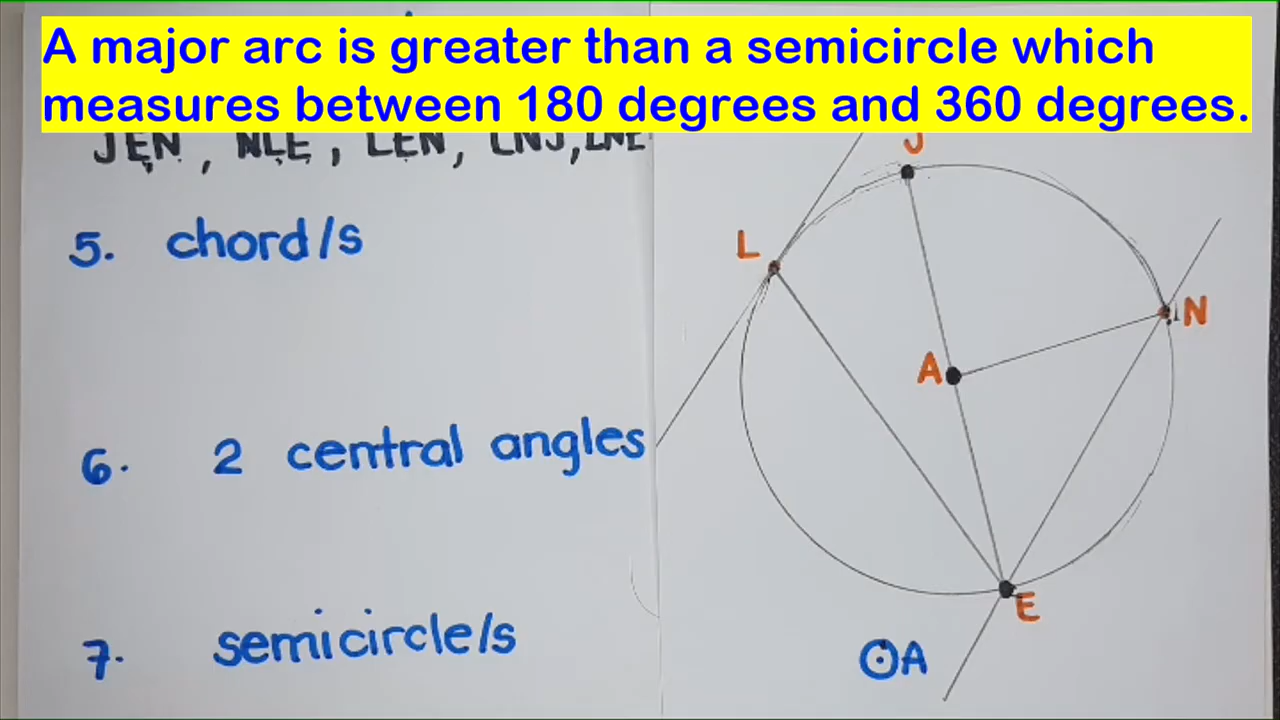 A major arc is greater than a semicircle which
measures between 180 degrees and 360 degrees.
JEN, NLE, LEN, LNJ, LNE
J
L
5. chord/s
N
A
6. 2 central angles
E
7. semicircle/s
⊙A